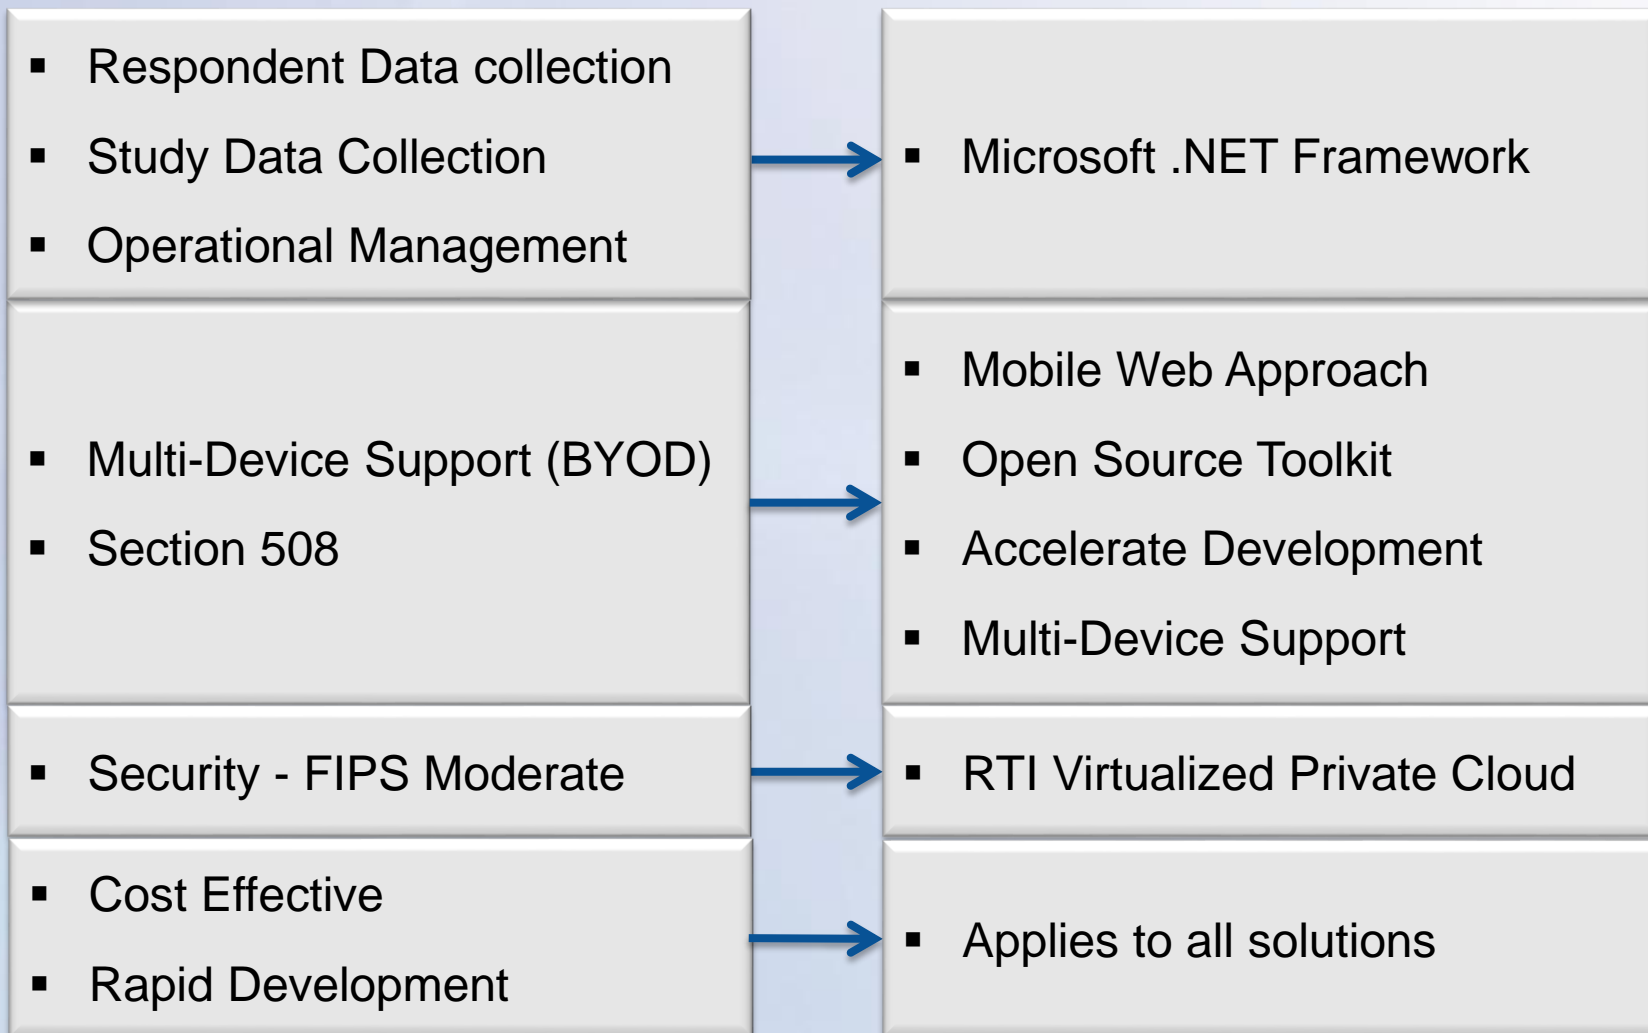 ▪ Respondent Data collection
▪ Study Data Collection
▪ Operational Management
▪ Microsoft .NET Framework
▪ Multi-Device Support (BYOD)
▪ Section 508
▪ Mobile Web Approach
▪ Open Source Toolkit
▪ Accelerate Development
▪ Multi-Device Support
▪ Security - FIPS Moderate
▪ RTI Virtualized Private Cloud
▪ Cost Effective
▪ Rapid Development
▪ Applies to all solutions